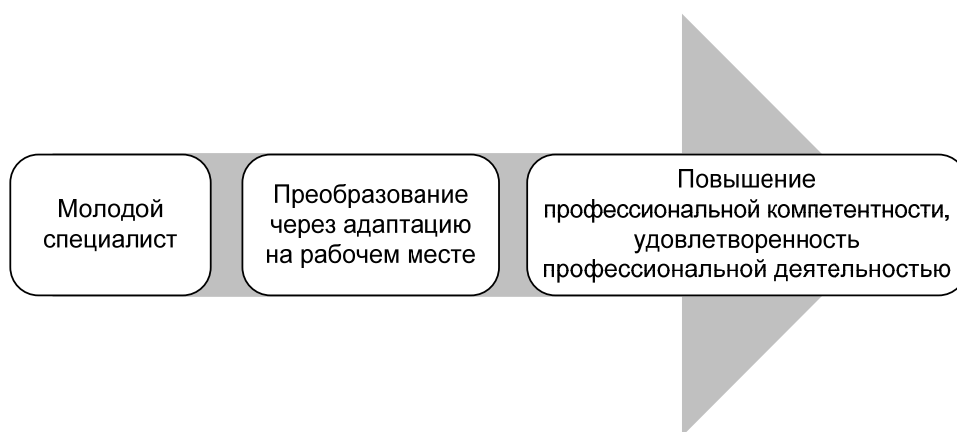 Молодой
специалист
Преобразование
через адаптацию
на рабочем месте
Повышение
профессиональной компетентности,
удовлетворенность
профессиональной деятельностью